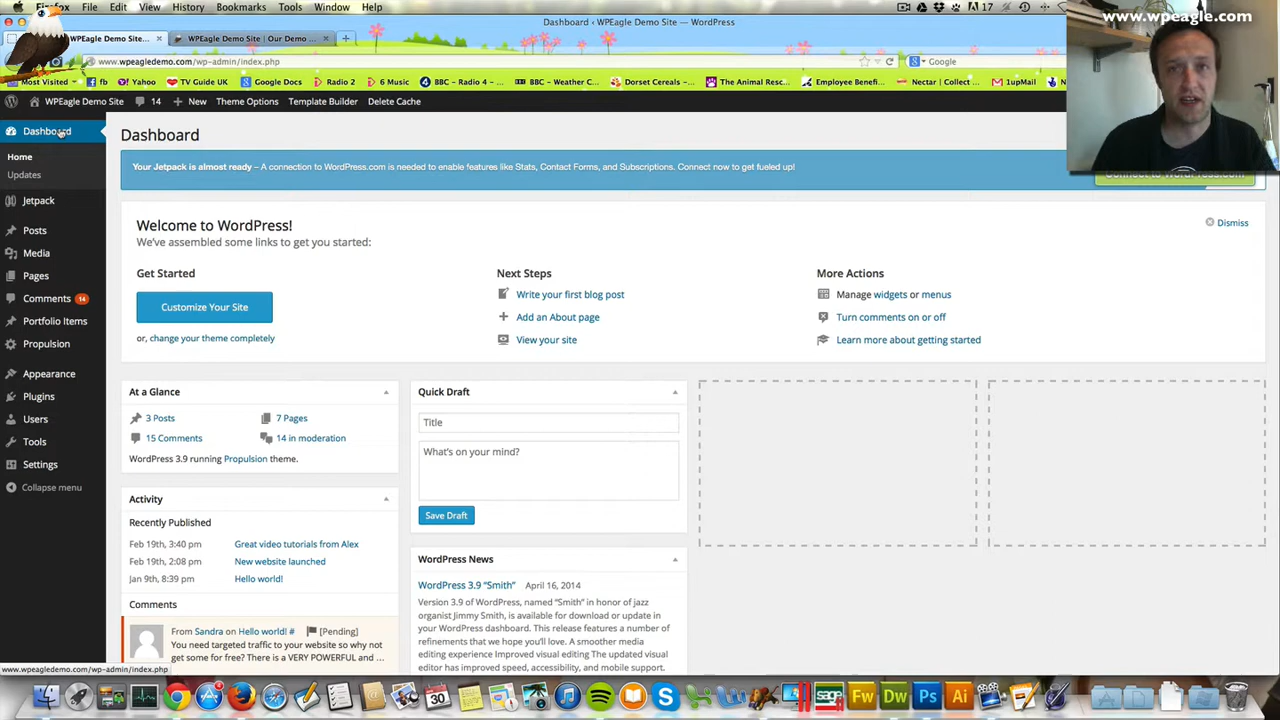 Firefox File Edit View History Bookmarks Tools Window Help
17
www.wpeagle.com
Dashboard ‹ WPEagle Demo Site — WordPress
WPEagle Demo Site... WPEagle Demo Site | Our Demo ...
www.wpeagledemo.com/wp-admin/index.php
Google
Most Visited fb Yahoo TV Guide UK Google Docs Radio 2 6 Music BBC - Radio 4 - ... BBC - Weather C... Dorset Cereals - ... The Animal Resc... Employee Benefi... Nectar | Collect ... 1upMail
WPEagle Demo Site 14 New Theme Options Template Builder Delete Cache
Dashboard
Home
Updates
Jetpack
Posts
Media
Pages
Comments 14
Portfolio Items
Propulsion
Appearance
Plugins
Users
Tools
Settings
Collapse menu
Dashboard
Your Jetpack is almost ready – A connection to WordPress.com is needed to enable features like Stats, Contact Forms, and Subscriptions. Connect now to get fueled up!
Connect to WordPress.com
Welcome to WordPress!
We've assembled some links to get you started:
Dismiss
Get Started
Customize Your Site
or, change your theme completely
Next Steps
Write your first blog post
Add an About page
View your site
More Actions
Manage widgets or menus
Turn comments on or off
Learn more about getting started
At a Glance
3 Posts 7 Pages
15 Comments 14 in moderation
WordPress 3.9 running Propulsion theme.
Activity
Recently Published
Feb 19th, 3:40 pm Great video tutorials from Alex
Feb 19th, 2:08 pm New website launched
Jan 9th, 8:39 pm Hello world!
Comments
From Sandra on Hello world! # [Pending]
You need targeted traffic to your website so why not
get some for free? There is a VERY POWERFUL and ...
Quick Draft
Title
What's on your mind?
Save Draft
WordPress News
WordPress 3.9 "Smith" April 16, 2014
Version 3.9 of WordPress, named "Smith" in honor of jazz
organist Jimmy Smith, is available for download or update in
your WordPress dashboard. This release features a number of
refinements that we hope you'll love. A smoother media
editing experience Improved visual editing The updated visual
editor has improved speed, accessibility, and mobile support.
www.wpeagledemo.com/wp-admin/index.php
30
sage
Fw
Dw
Ps
Ai